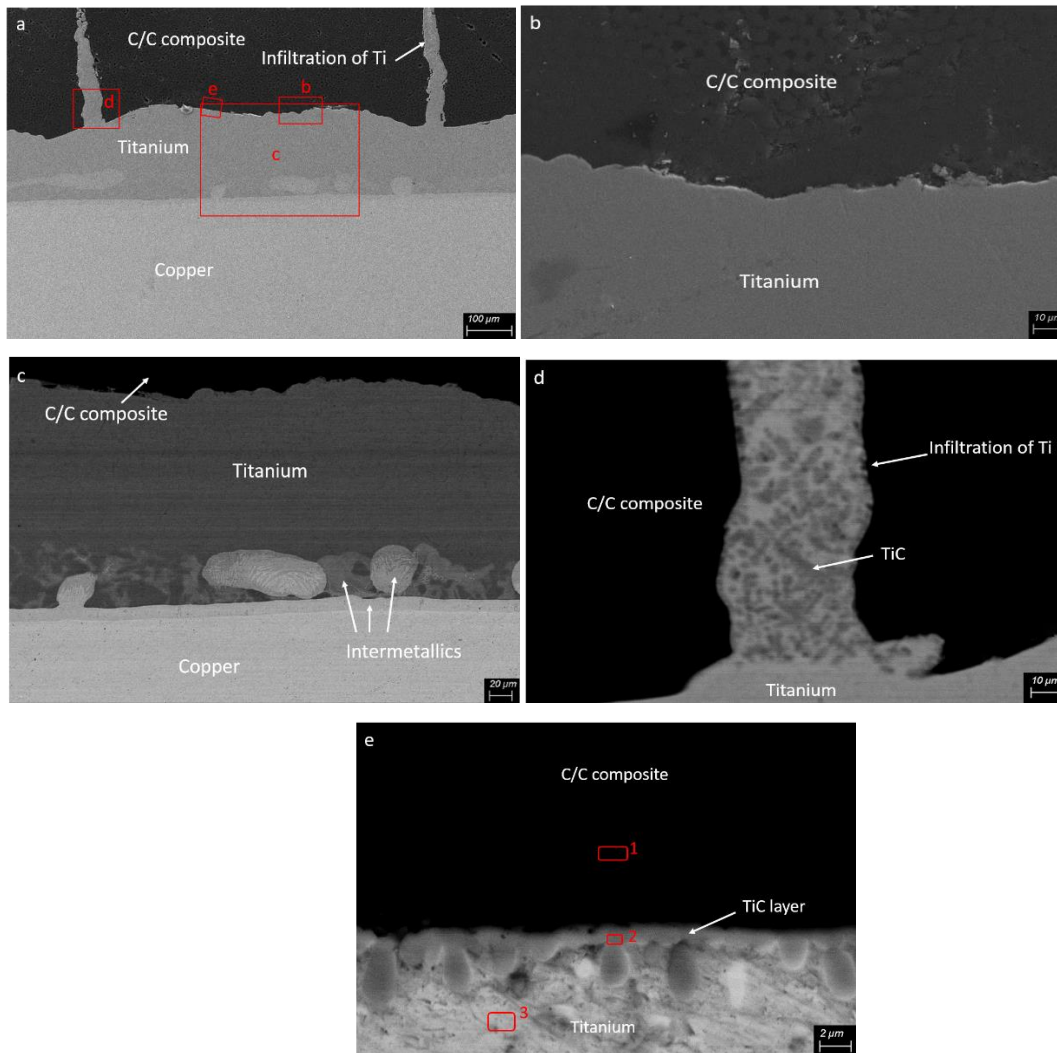 a
C/C composite
Infiltration of Ti
d
e
b
Titanium
c
Copper
100 µm
b
C/C composite
Titanium
10 µm
c
C/C composite
Titanium
Intermetallics
Copper
20 µm
d
Infiltration of Ti
C/C composite
TiC
Titanium
10 µm
e
C/C composite
1
TiC layer
2
3
Titanium
2 µm